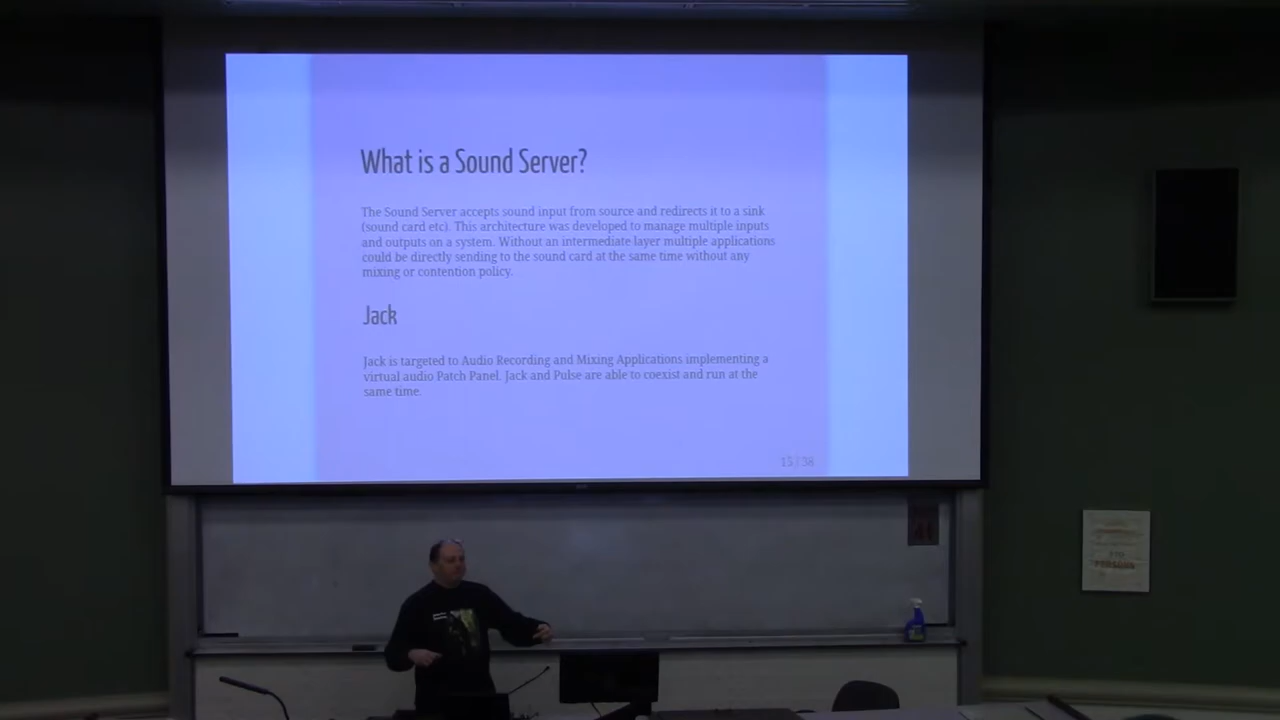 What is a Sound Server?
The Sound Server accepts sound input from source and redirects it to a sink
(sound card etc). This architecture was developed to manage multiple inputs
and outputs on a system. Without an intermediate layer multiple applications
could be directly sending to the sound card at the same time without any
mixing or contention policy.
Jack
Jack is targeted to Audio Recording and Mixing Applications implementing a
virtual audio Patch Panel. Jack and Pulse are able to coexist and run at the
same time.
15 / 38
PERSONS